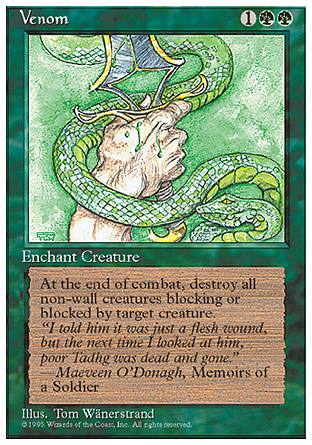 Venom 1
Enchant Creature
At the end of combat, destroy all
non-wall creatures blocking or
blocked by target creature.
"I told him it was just a flesh wound,
but the next time I looked at him,
poor Tadhg was dead and gone."
—Maeveen O'Donagh, Memoirs of
a Soldier
Illus. Tom Wänerstrand
©1995 Wizards of the Coast, Inc. All rights reserved.